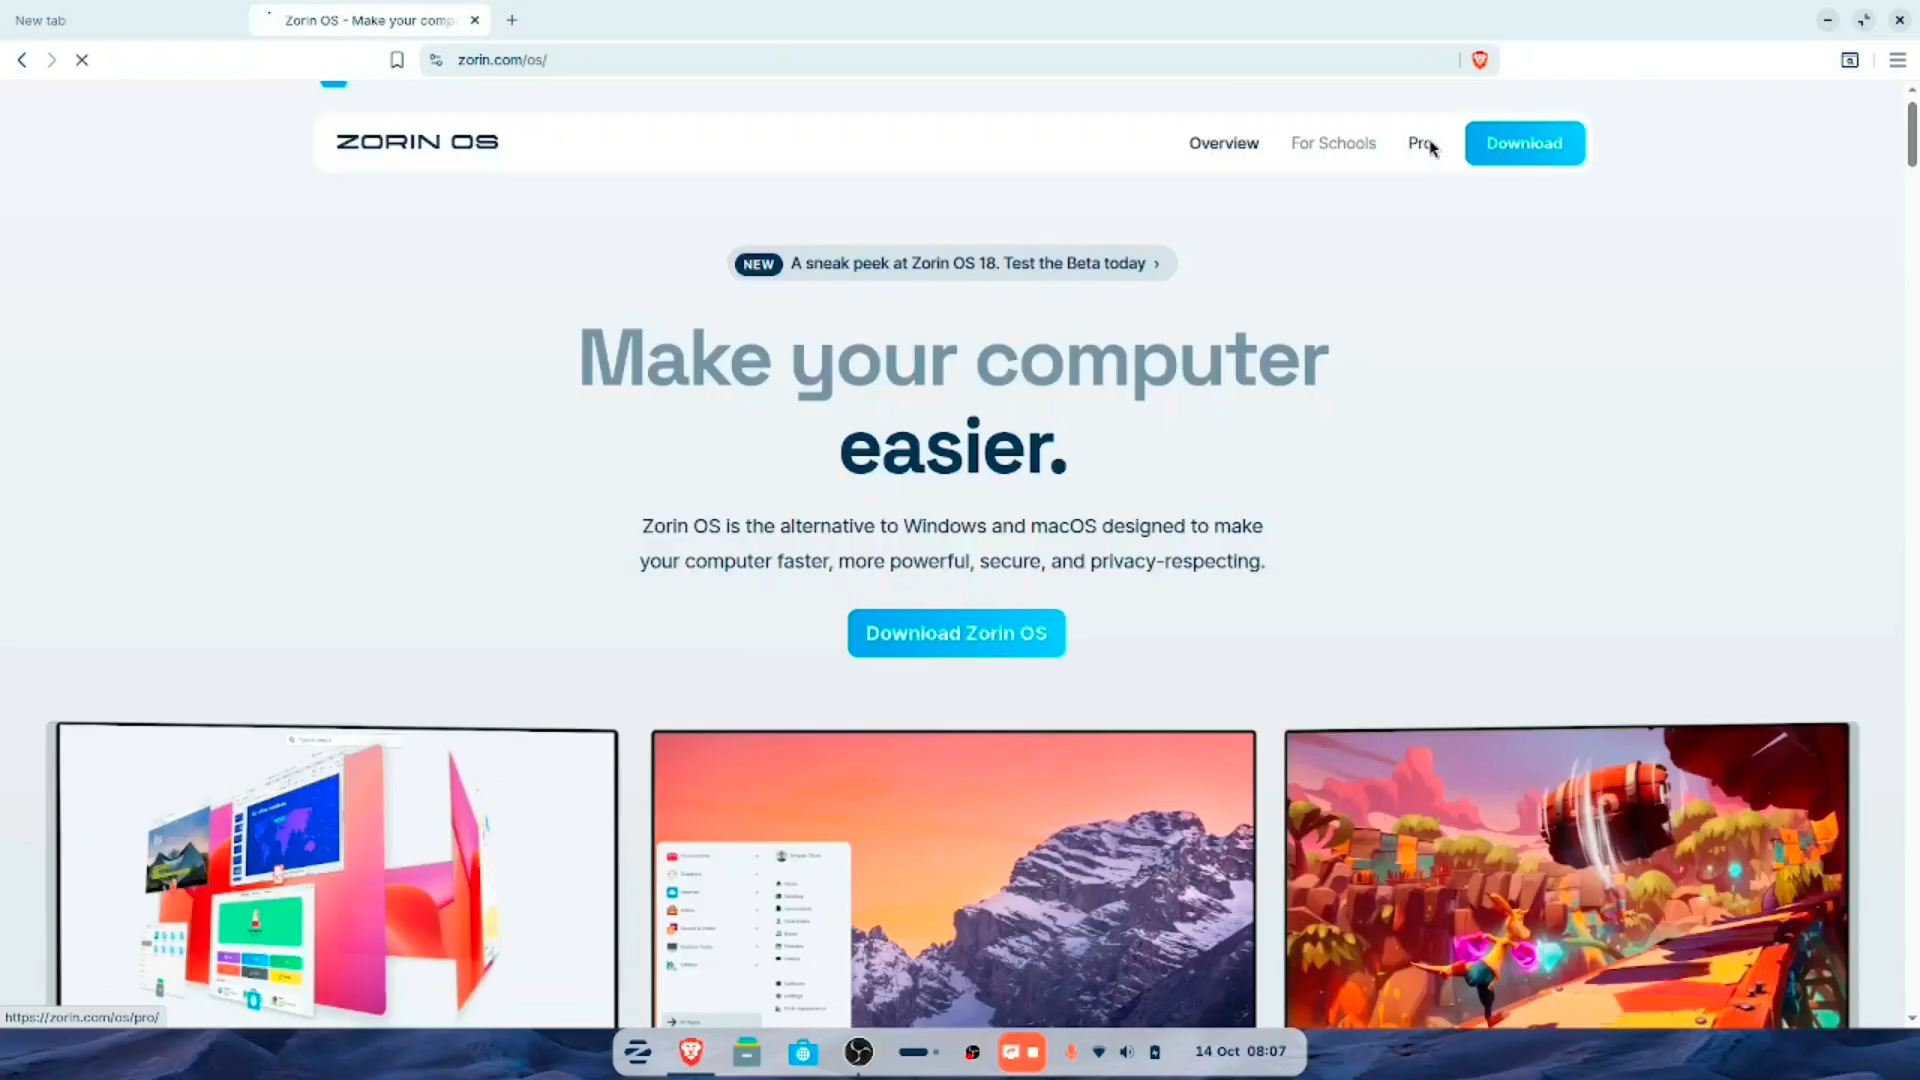 New tab
Zorin OS - Make your comp
zorin.com/os/
ZORIN OS
Overview
For Schools
Pro
Download
NEW A sneak peek at Zorin OS 18. Test the Beta today ›
Make your computer
easier.
Zorin OS is the alternative to Windows and macOS designed to make
your computer faster, more powerful, secure, and privacy-respecting.
Download Zorin OS
https://zorin.com/os/pro/
14 Oct 08:07